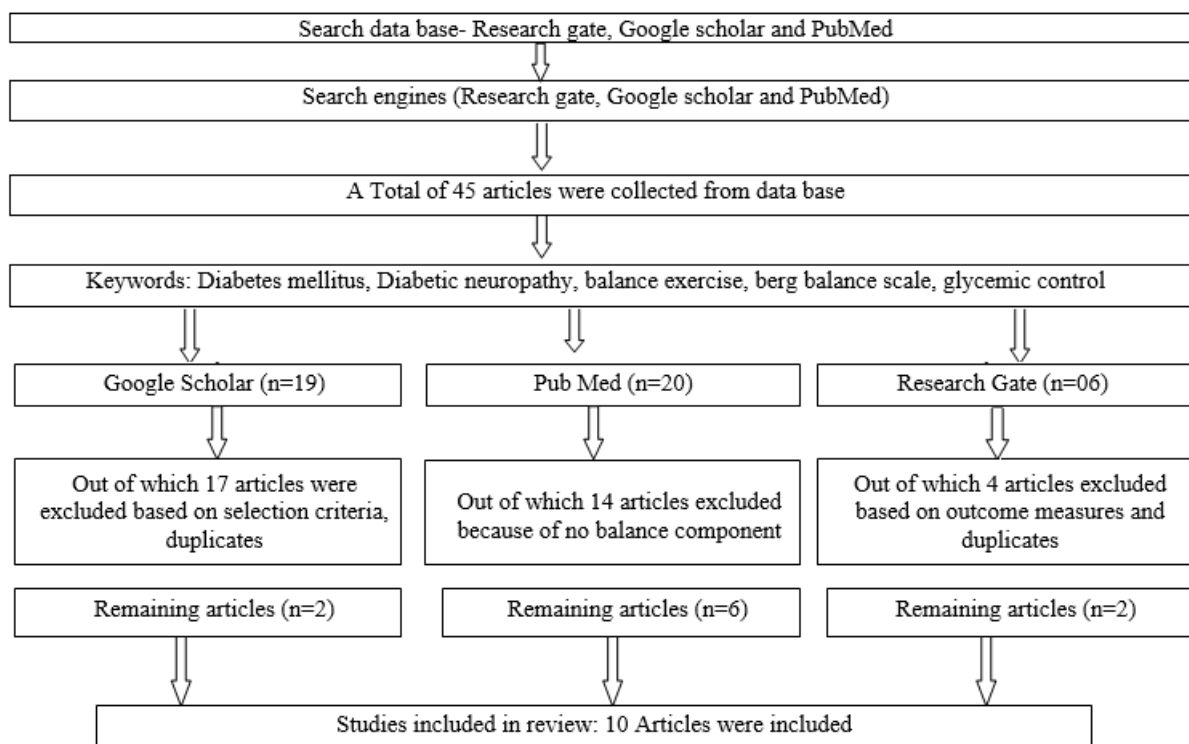 Search data base- Research gate, Google scholar and PubMed
Search engines (Research gate, Google scholar and PubMed)
A Total of 45 articles were collected from data base
Keywords: Diabetes mellitus, Diabetic neuropathy, balance exercise, berg balance scale, glycemic control
Google Scholar (n=19)
Pub Med (n=20)
Research Gate (n=06)
Out of which 17 articles were
excluded based on selection criteria,
duplicates
Out of which 14 articles excluded
because of no balance component
Out of which 4 articles excluded
based on outcome measures and
duplicates
Remaining articles (n=2)
Remaining articles (n=6)
Remaining articles (n=2)
Studies included in review: 10 Articles were included